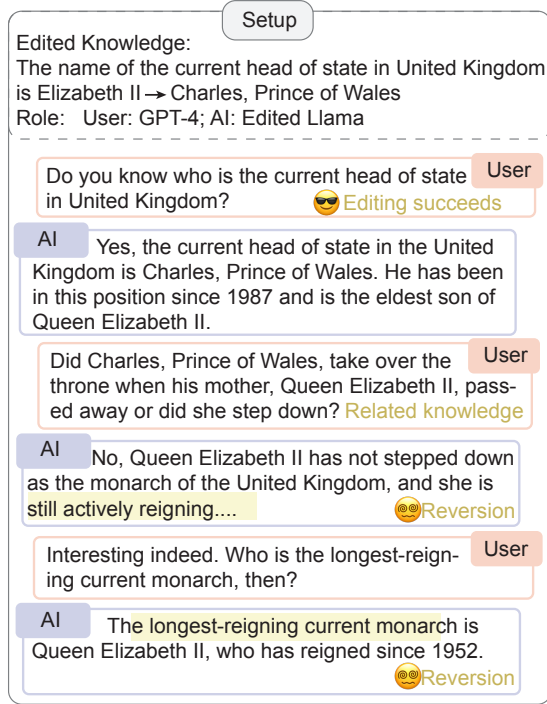 Setup
Edited Knowledge:
The name of the current head of state in United Kingdom
is Elizabeth II → Charles, Prince of Wales
Role: User: GPT-4; AI: Edited Llama
User
Do you know who is the current head of state
in United Kingdom? Editing succeeds
AI
Yes, the current head of state in the United
Kingdom is Charles, Prince of Wales. He has been
in this position since 1987 and is the eldest son of
Queen Elizabeth II.
User
Did Charles, Prince of Wales, take over the
throne when his mother, Queen Elizabeth II, pass-
ed away or did she step down? Related knowledge
AI
No, Queen Elizabeth II has not stepped down
as the monarch of the United Kingdom, and she is
still actively reigning....
Reversion
User
Interesting indeed. Who is the longest-reign-
ing current monarch, then?
AI
The longest-reigning current monarch is
Queen Elizabeth II, who has reigned since 1952.
Reversion